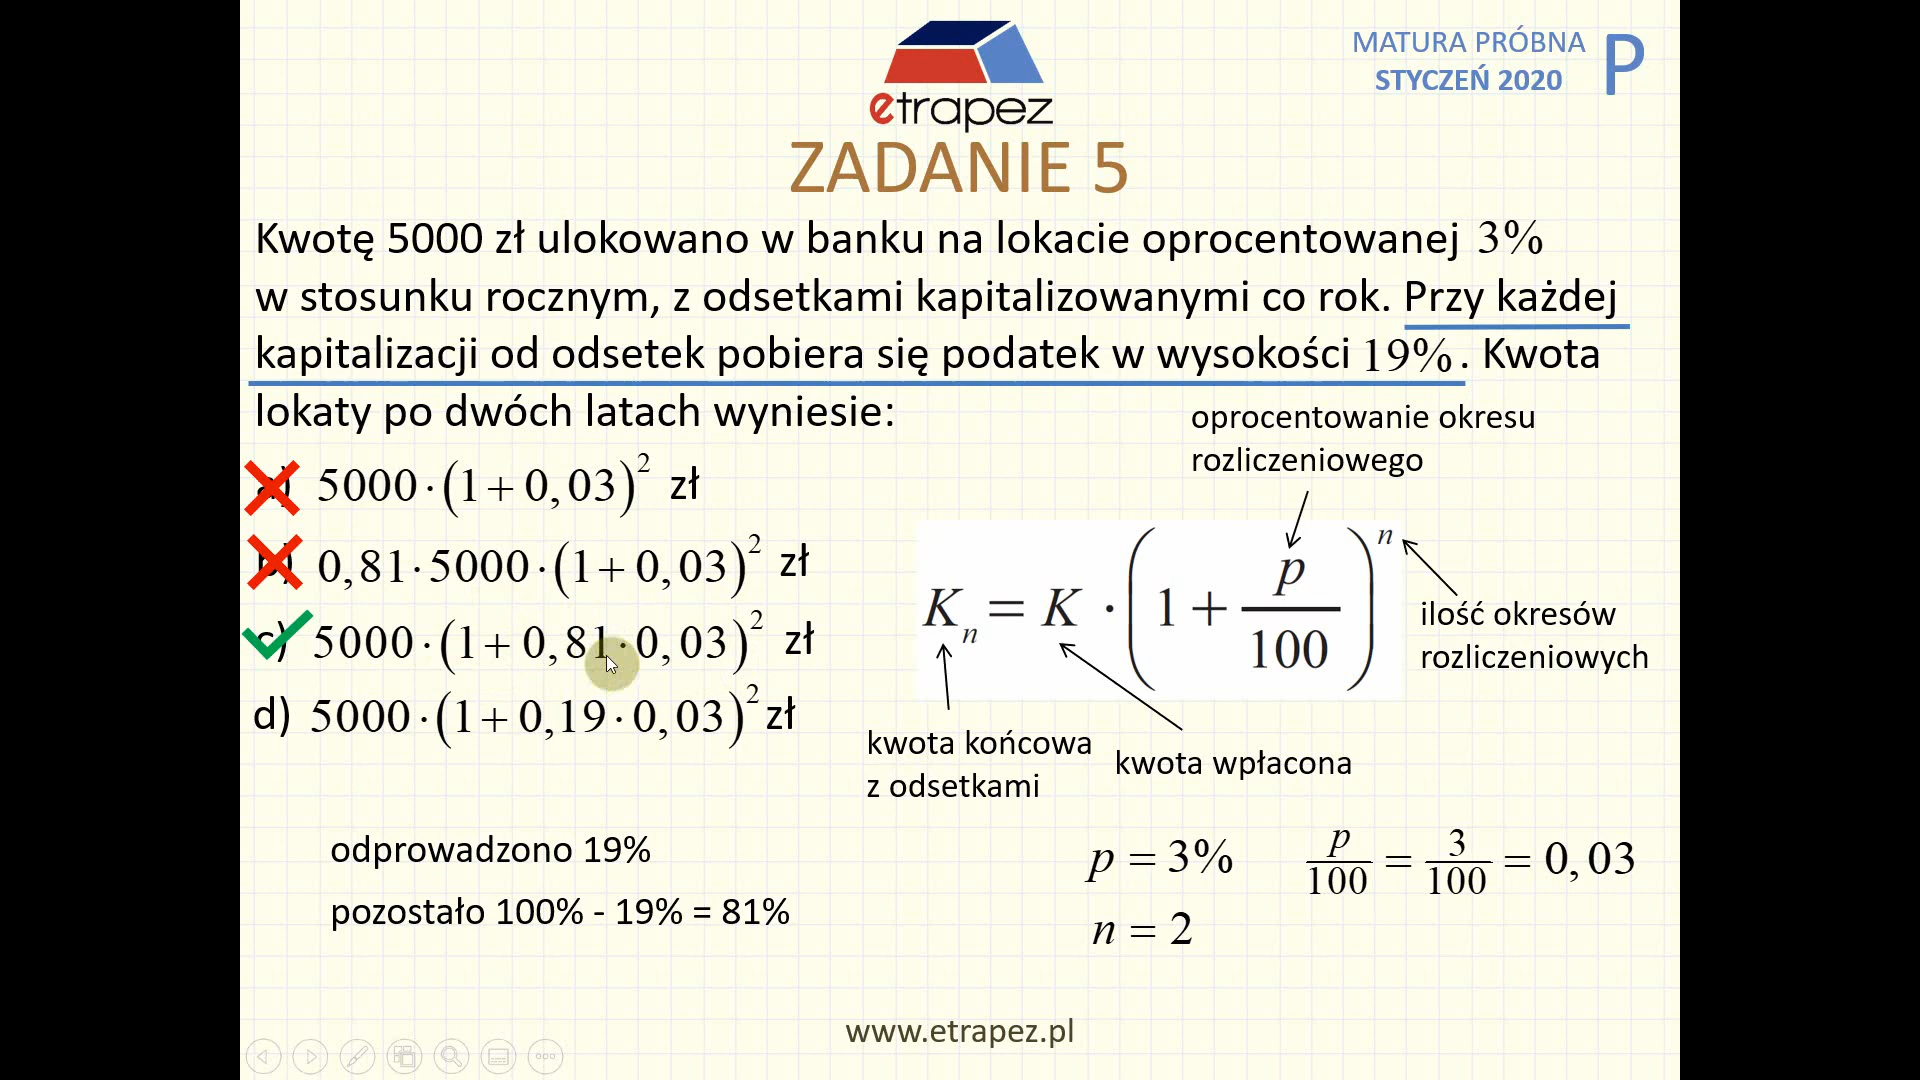 MATURA PRÓBNA
STYCZEŃ 2020
P
etrapez
ZADANIE 5
Kwotę 5000 zł ulokowano w banku na lokacie oprocentowanej 3%
w stosunku rocznym, z odsetkami kapitalizowanymi co rok. Przy każdej
kapitalizacji od odsetek pobiera się podatek w wysokości 19%. Kwota
lokaty po dwóch latach wyniesie:
a) 5000·(1+0,03)² zł
b) 0,81·5000·(1+0,03)² zł
c) 5000·(1+0,81·0,03)² zł
d) 5000·(1+0,19·0,03)² zł
oprocentowanie okresu
rozliczeniowego
Kₙ = K · (1 + p/100)ⁿ
ilość okresów
rozliczeniowych
kwota końcowa
z odsetkami
kwota wpłacona
odprowadzono 19%
pozostało 100% - 19% = 81%
p = 3%
p/100 = 3/100 = 0,03
n = 2
www.etrapez.pl